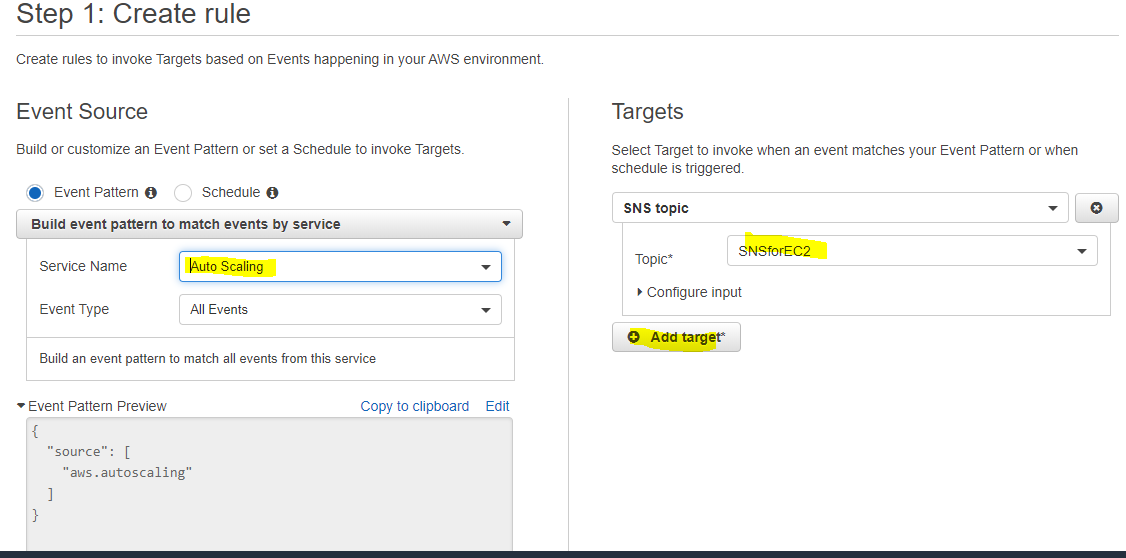 Step 1: Create rule
Create rules to invoke Targets based on Events happening in your AWS environment.
Event Source
Build or customize an Event Pattern or set a Schedule to invoke Targets.
Event Pattern
Schedule
Build event pattern to match events by service
Service Name
Auto Scaling
Event Type
All Events
Build an event pattern to match all events from this service
Event Pattern Preview
Copy to clipboard
Edit
{
  "source": [
    "aws.autoscaling"
  ]
}
Targets
Select Target to invoke when an event matches your Event Pattern or when
schedule is triggered.
SNS topic
Topic*
SNSforEC2
Configure input
Add target*